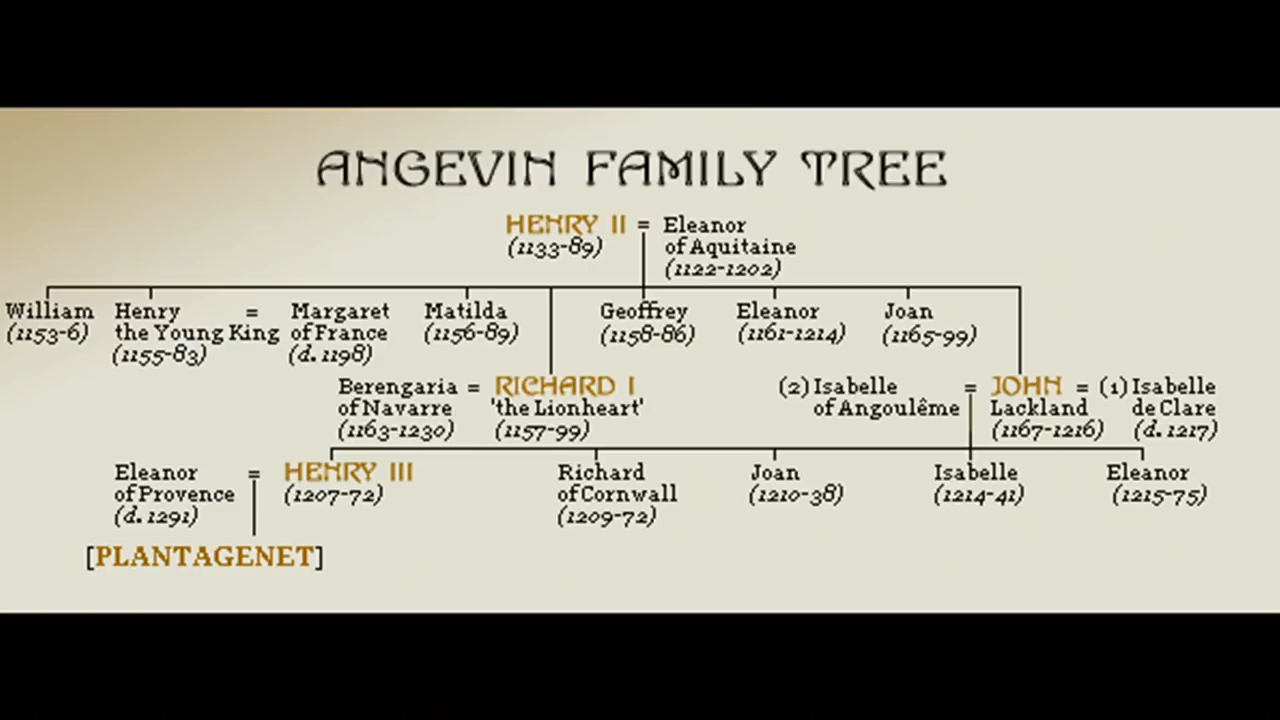 ANGEVIN FAMILY TREE
HENRY II = Eleanor
(1133-89) of Aquitaine
(1122-1202)
William Henry = Margaret Matilda Geoffrey Eleanor Joan
(1153-6) the Young King of France (1156-89) (1158-86) (1161-1214) (1165-99)
(1155-83) (d. 1198)
Berengaria = RICHARD I (2) Isabelle = JOHN = (1) Isabelle
of Navarre 'the Lionheart' of Angoulême Lackland de Clare
(1163-1230) (1157-99) (1167-1216) (d. 1217)
Eleanor = HENRY III Richard Joan Isabelle Eleanor
of Provence (1207-72) of Cornwall (1210-38) (1214-41) (1215-75)
(d. 1291) (1209-72)
[PLANTAGENET]